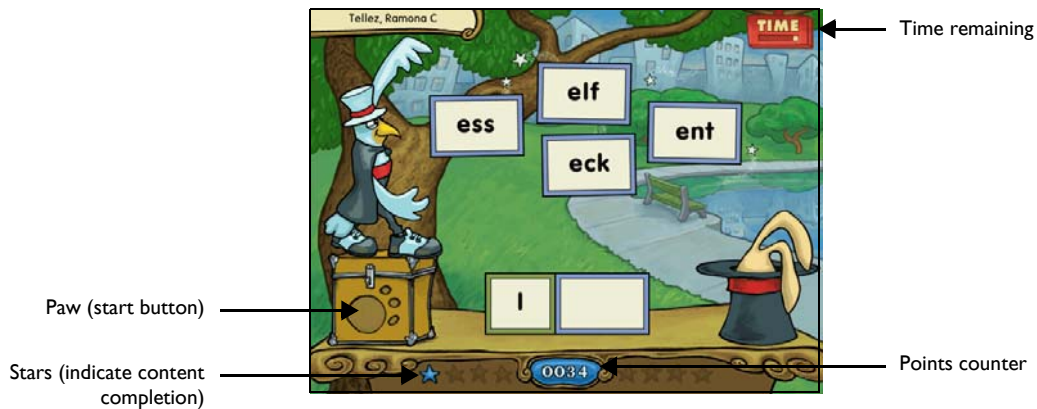 Tellez, Ramona C
TIME
Time remaining
elf
ess
ent
eck
l
Paw (start button)
Stars (indicate content
completion)
0034
Points counter